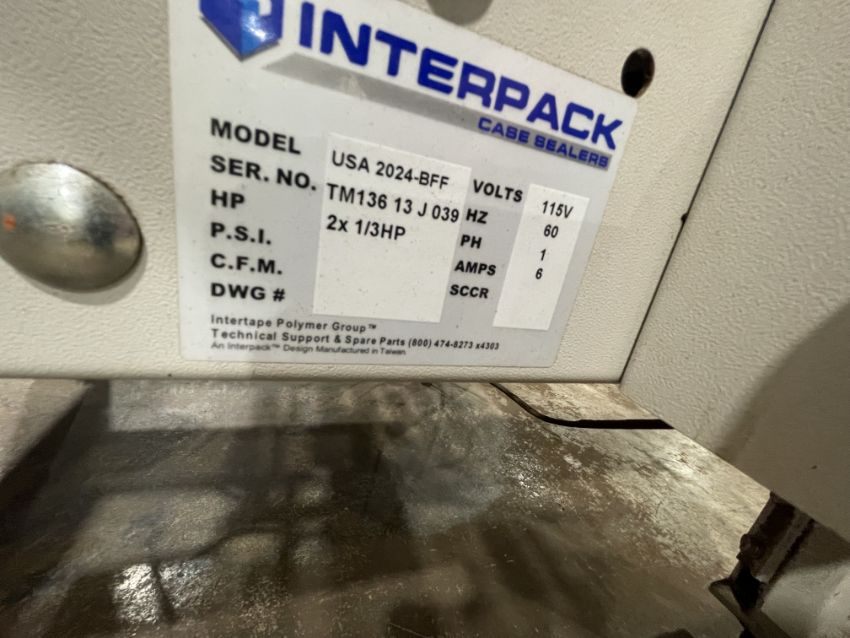 INTERPACK
CASE SEALERS
MODEL USA 2024-BFF VOLTS 115V
SER. NO. TM136 13 J 039 HZ 60
HP 2x 1/3HP PH 1
P.S.I. AMPS 6
C.F.M. SCCR
DWG #
Intertape Polymer Group™
Technical Support & Spare Parts (800) 474-8273 x4303
An Interpack™ Design Manufactured in Taiwan